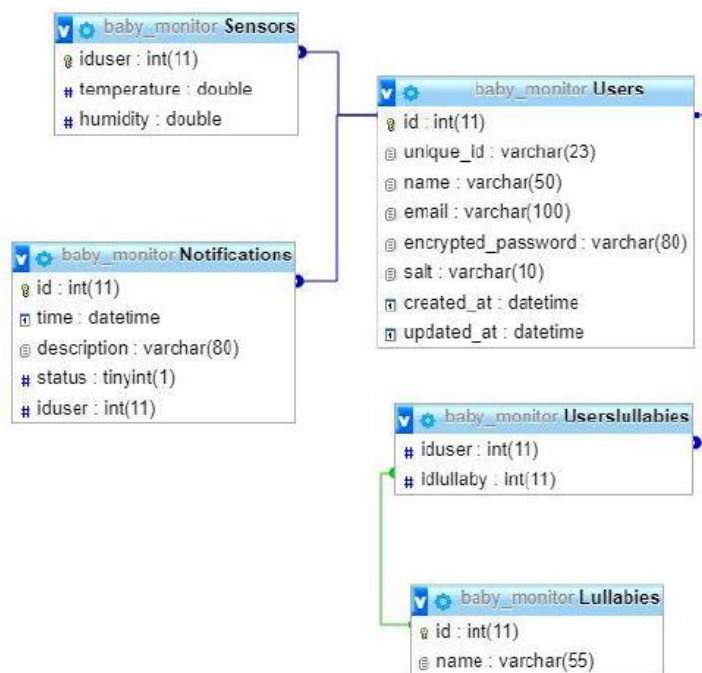 baby_monitor Sensors
iduser : int(11)
# temperature : double
# humidity : double
baby_monitor Users
id : int(11)
unique_id : varchar(23)
name : varchar(50)
email : varchar(100)
encrypted_password : varchar(80)
salt : varchar(10)
created_at : datetime
updated_at : datetime
baby_monitor Notifications
id : int(11)
time : datetime
description : varchar(80)
# status : tinyint(1)
# iduser : int(11)
baby_monitor Userslullabies
# iduser : int(11)
# idlullaby : int(11)
baby_monitor Lullabies
id : int(11)
name : varchar(55)